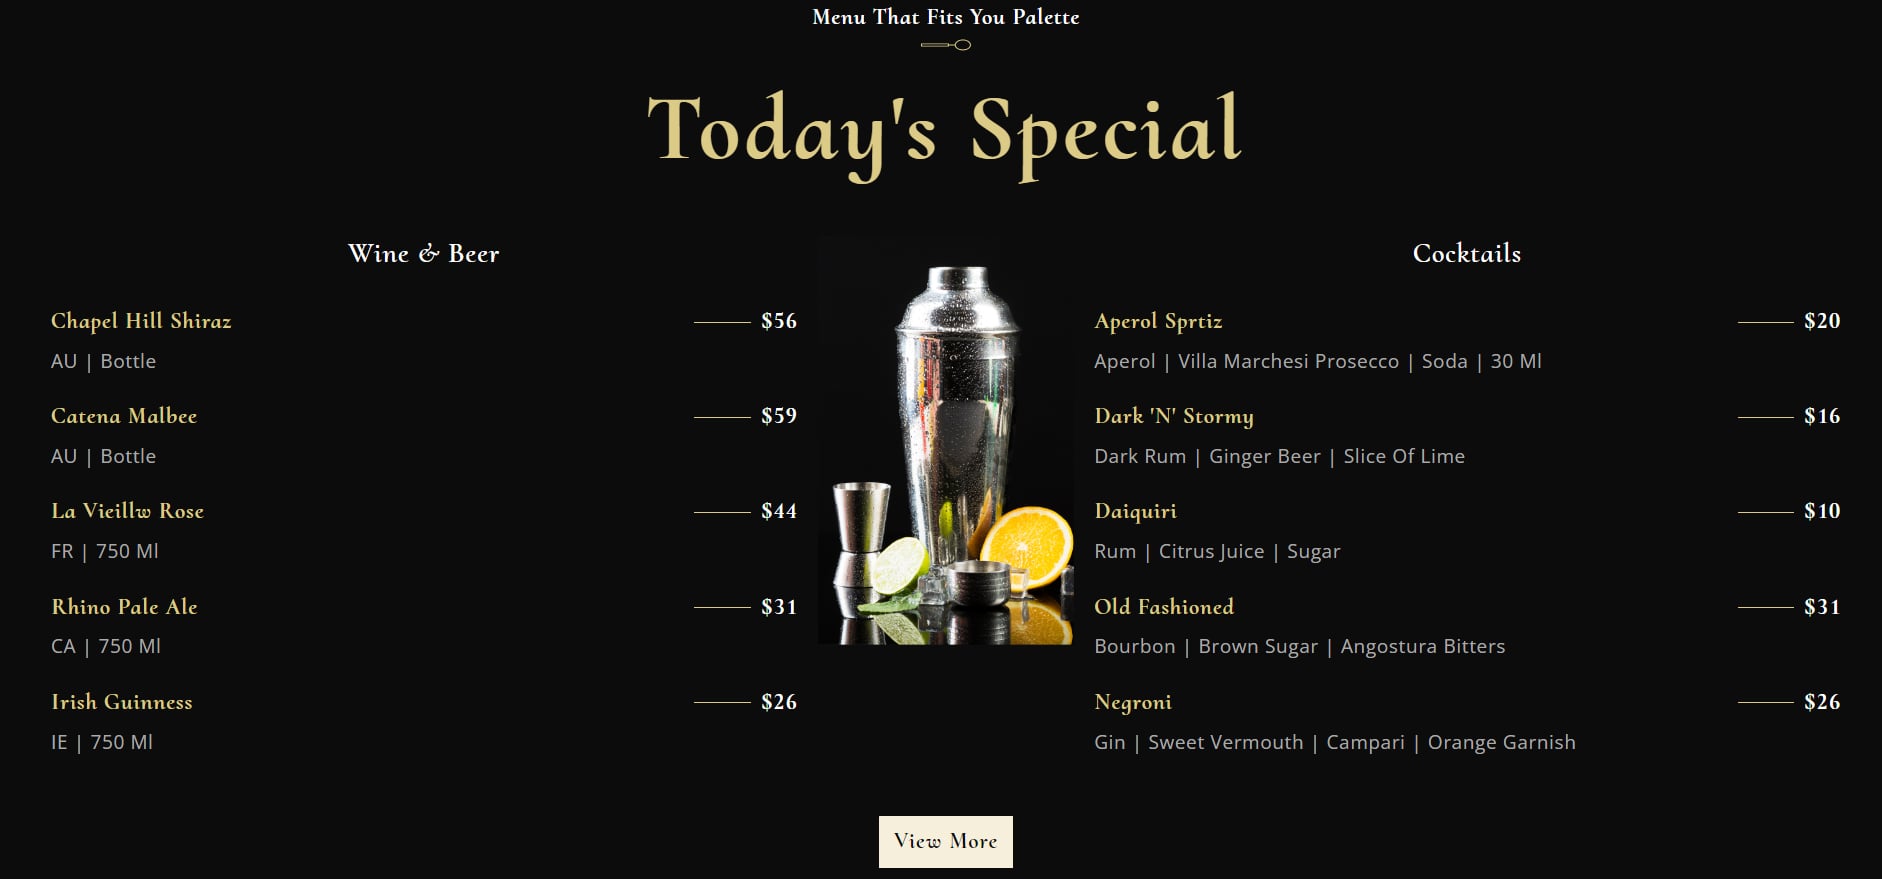 Menu That Fits You Palette
Today's Special
Wine & Beer
Chapel Hill Shiraz $56
AU | Bottle
Catena Malbee $59
AU | Bottle
La Vieillw Rose $44
FR | 750 Ml
Rhino Pale Ale $31
CA | 750 Ml
Irish Guinness $26
IE | 750 Ml
Cocktails
Aperol Sprtiz $20
Aperol | Villa Marchesi Prosecco | Soda | 30 Ml
Dark 'N' Stormy $16
Dark Rum | Ginger Beer | Slice Of Lime
Daiquiri $10
Rum | Citrus Juice | Sugar
Old Fashioned $31
Bourbon | Brown Sugar | Angostura Bitters
Negroni $26
Gin | Sweet Vermouth | Campari | Orange Garnish
View More